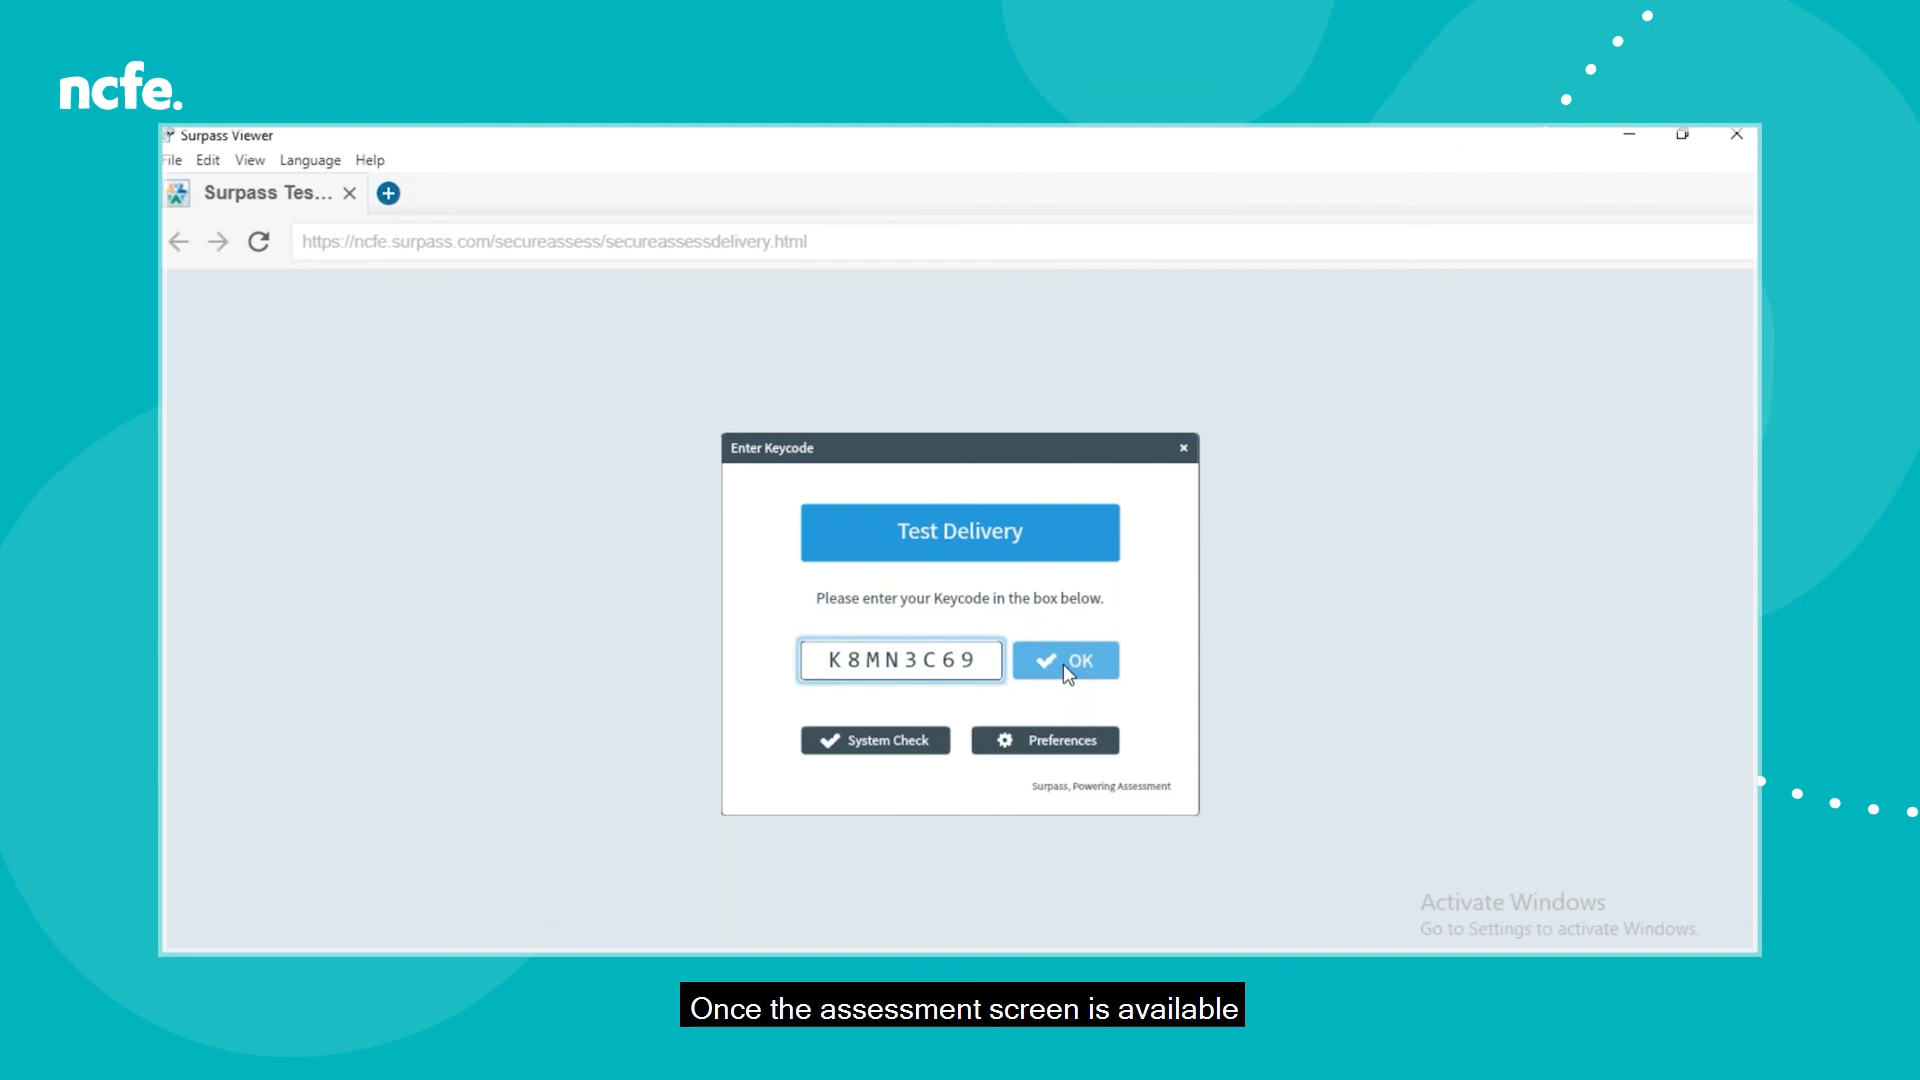 ncfe.
Surpass Viewer
File Edit View Language Help
Surpass Tes...
https://ncfe.surpass.com/secureassess/secureassessdelivery.html
Enter Keycode
Test Delivery
Please enter your Keycode in the box below.
K8MN3C69
OK
System Check Preferences
Surpass, Powering Assessment
Activate Windows
Go to Settings to activate Windows.
Once the assessment screen is available